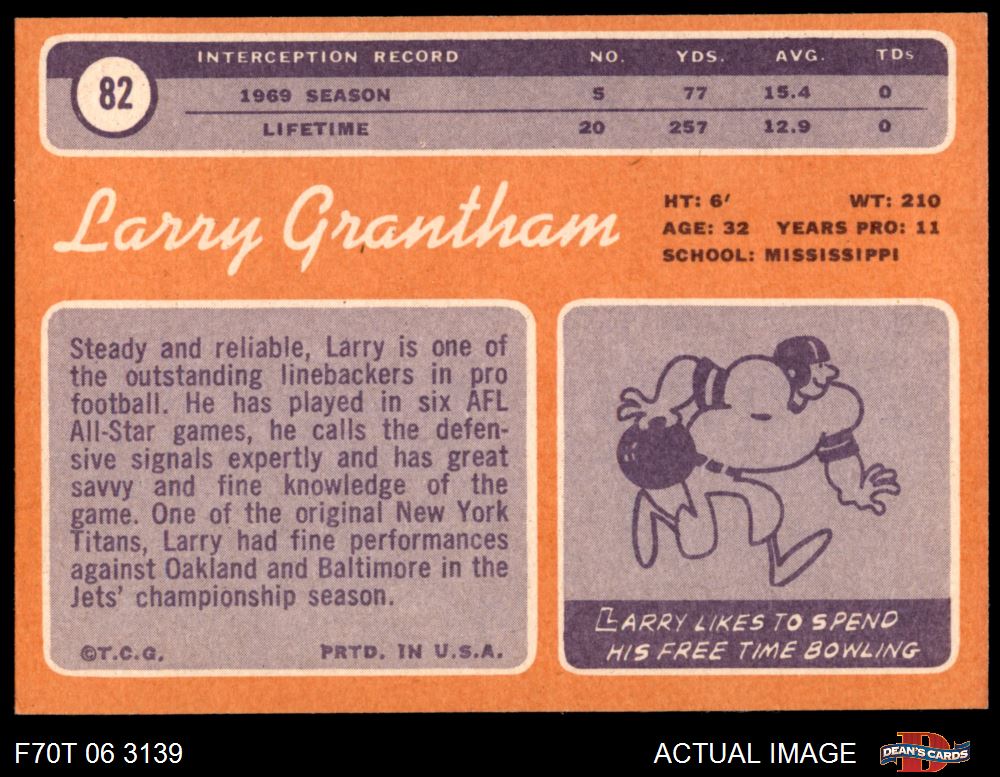 82
INTERCEPTION RECORD NO. YDS. AVG. TDs
1969 SEASON 5 77 15.4 0
LIFETIME 20 257 12.9 0
Larry Grantham
HT: 6' WT: 210
AGE: 32 YEARS PRO: 11
SCHOOL: MISSISSIPPI
Steady and reliable, Larry is one of
the outstanding linebackers in pro
football. He has played in six AFL
All-Star games, he calls the defen-
sive signals expertly and has great
savvy and fine knowledge of the
game. One of the original New York
Titans, Larry had fine performances
against Oakland and Baltimore in the
Jets' championship season.
©T.C.G. PRTD. IN U.S.A.
LARRY LIKES TO SPEND
HIS FREE TIME BOWLING
F70T 06 3139 ACTUAL IMAGE
D
DEAN'S CARDS